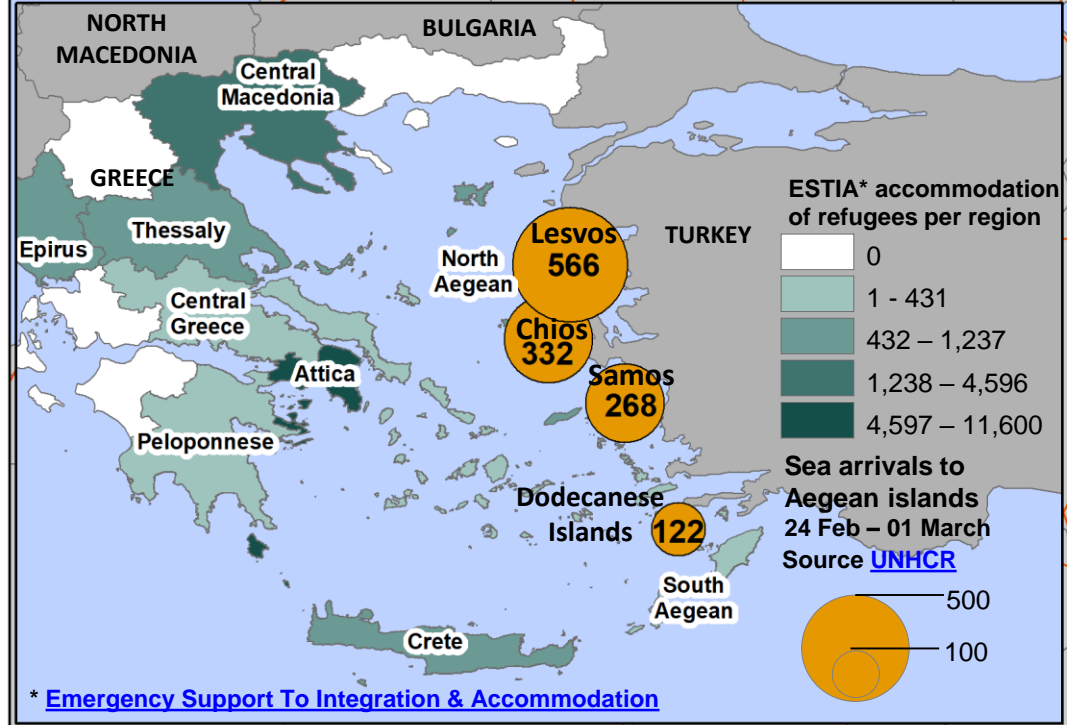 NORTH
MACEDONIA
BULGARIA
Central
Macedonia
GREECE
Thessaly
Epirus
North
Aegean
Lesvos
566
TURKEY
Central
Greece
Chios
332
Attica
Samos
268
Peloponnese
Dodecanese
Islands
122
South
Aegean
Crete
ESTIA* accommodation
of refugees per region
0
1 - 431
432 – 1,237
1,238 – 4,596
4,597 – 11,600
Sea arrivals to
Aegean islands
24 Feb – 01 March
Source UNHCR
500
100
* Emergency Support To Integration & Accommodation